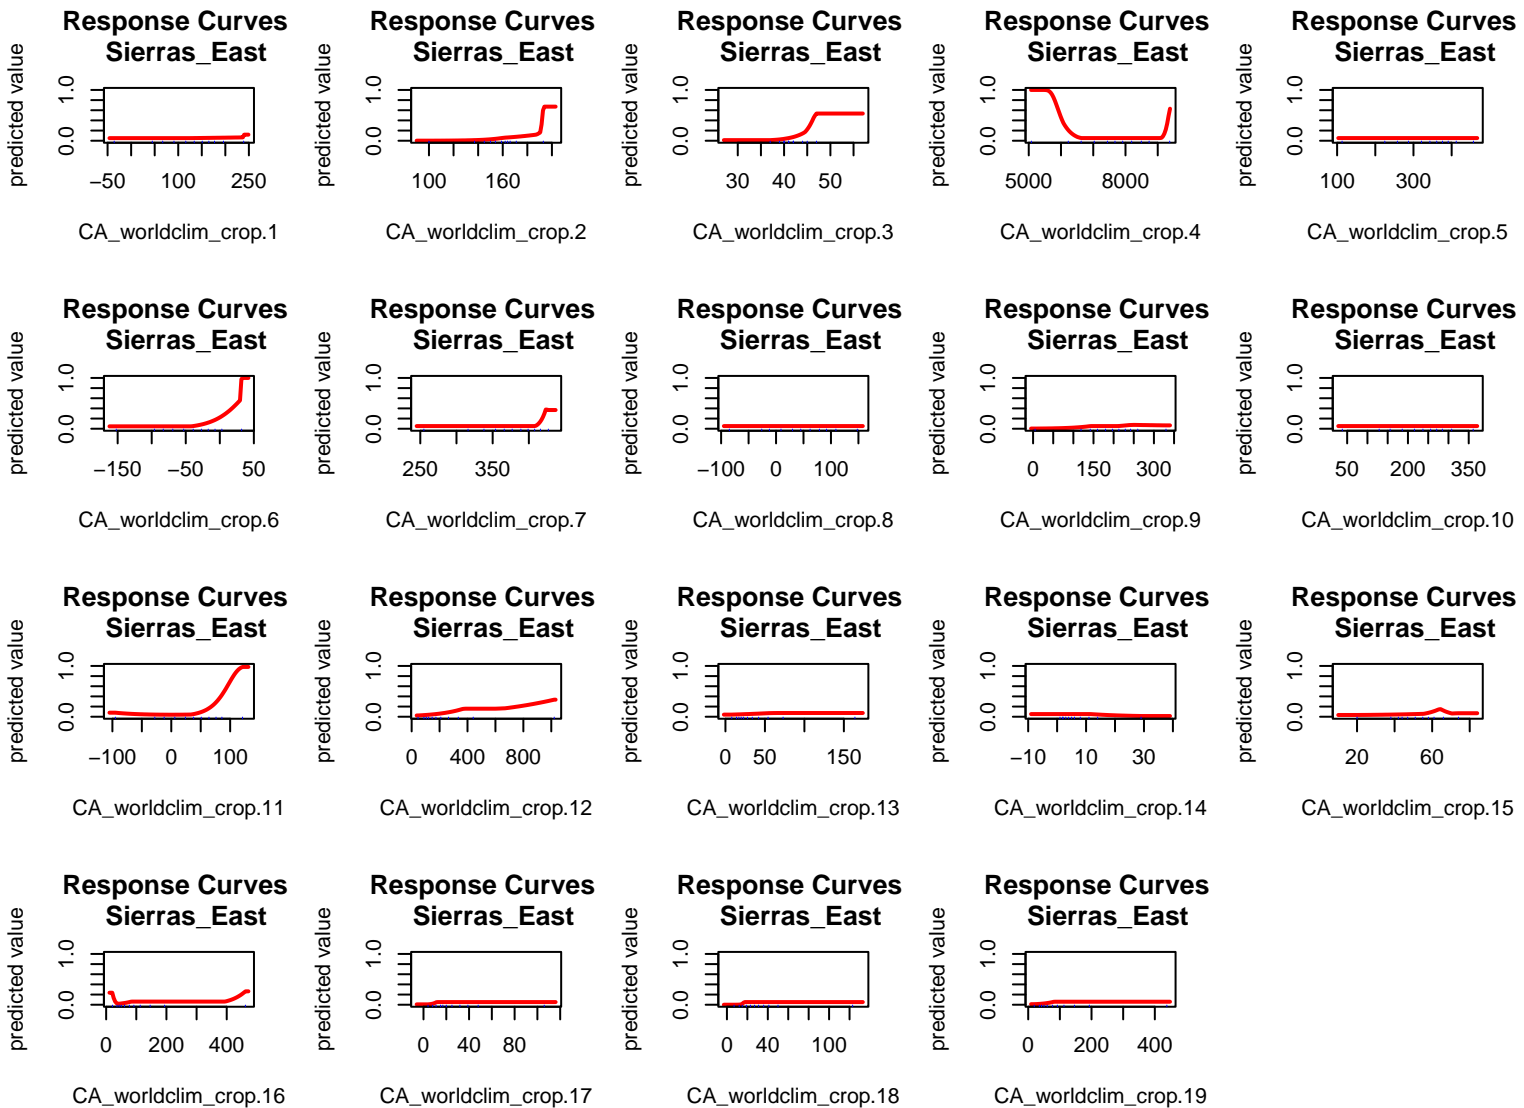 Response Curves
Sierras_East
predicted value
0.0 1.0
−50 100 250
CA_worldclim_crop.1
Response Curves
Sierras_East
predicted value
0.0 1.0
100 160
CA_worldclim_crop.2
Response Curves
Sierras_East
predicted value
0.0 1.0
30 40 50
CA_worldclim_crop.3
Response Curves
Sierras_East
predicted value
0.0 1.0
5000 8000
CA_worldclim_crop.4
Response Curves
Sierras_East
predicted value
0.0 1.0
100 300
CA_worldclim_crop.5
Response Curves
Sierras_East
predicted value
0.0 1.0
−150 −50 50
CA_worldclim_crop.6
Response Curves
Sierras_East
predicted value
0.0 1.0
250 350
CA_worldclim_crop.7
Response Curves
Sierras_East
predicted value
0.0 1.0
−100 0 100
CA_worldclim_crop.8
Response Curves
Sierras_East
predicted value
0.0 1.0
0 150 300
CA_worldclim_crop.9
Response Curves
Sierras_East
predicted value
0.0 1.0
50 200 350
CA_worldclim_crop.10
Response Curves
Sierras_East
predicted value
0.0 1.0
−100 0 100
CA_worldclim_crop.11
Response Curves
Sierras_East
predicted value
0.0 1.0
0 400 800
CA_worldclim_crop.12
Response Curves
Sierras_East
predicted value
0.0 1.0
0 50 150
CA_worldclim_crop.13
Response Curves
Sierras_East
predicted value
0.0 1.0
−10 10 30
CA_worldclim_crop.14
Response Curves
Sierras_East
predicted value
0.0 1.0
20 60
CA_worldclim_crop.15
Response Curves
Sierras_East
predicted value
0.0 1.0
0 200 400
CA_worldclim_crop.16
Response Curves
Sierras_East
predicted value
0.0 1.0
0 40 80
CA_worldclim_crop.17
Response Curves
Sierras_East
predicted value
0.0 1.0
0 40 100
CA_worldclim_crop.18
Response Curves
Sierras_East
predicted value
0.0 1.0
0 200 400
CA_worldclim_crop.19